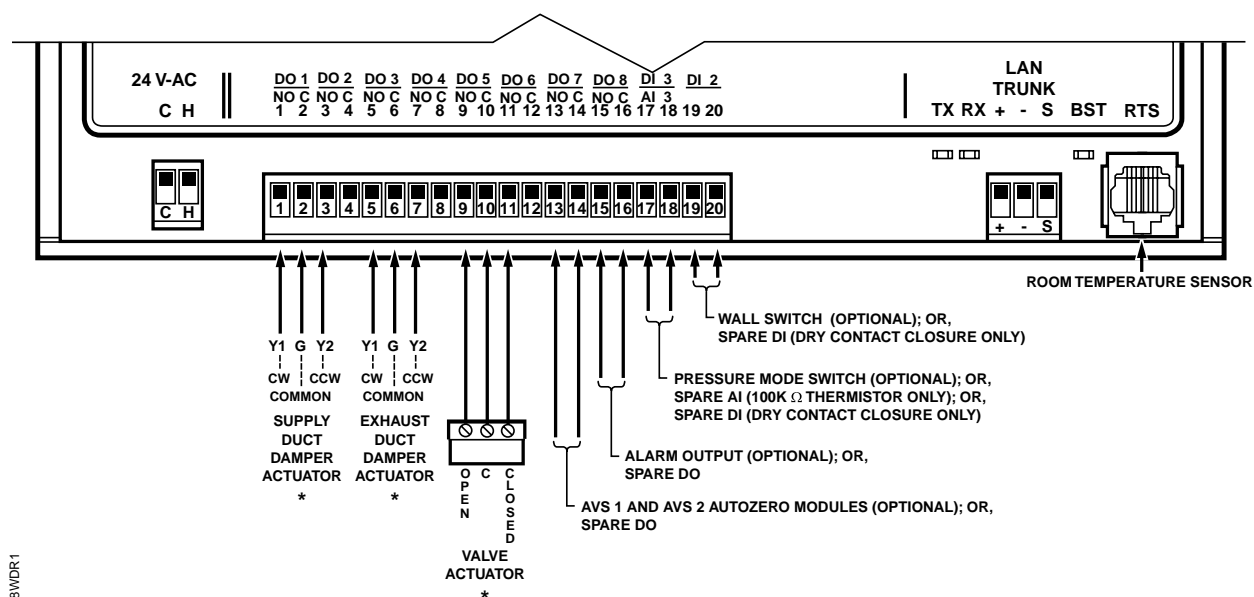 24 V-AC
C H
DO 1 DO 2 DO 3 DO 4 DO 5 DO 6 DO 7 DO 8 DI 3 DI 2
NO C NO C NO C NO C NO C NO C NO C NO C AI 3
1 2 3 4 5 6 7 8 9 10 11 12 13 14 15 16 17 18 19 20
LAN
TRUNK
TX RX + - S BST RTS
C H
1 2 3 4 5 6 7 8 9 10 11 12 13 14 15 16 17 18 19 20
+ - S
ROOM TEMPERATURE SENSOR
WALL SWITCH (OPTIONAL); OR,
SPARE DI (DRY CONTACT CLOSURE ONLY)
PRESSURE MODE SWITCH (OPTIONAL); OR,
SPARE AI (100K Ω THERMISTOR ONLY); OR,
SPARE DI (DRY CONTACT CLOSURE ONLY)
ALARM OUTPUT (OPTIONAL); OR,
SPARE DO
AVS 1 AND AVS 2 AUTOZERO MODULES (OPTIONAL); OR,
SPARE DO
Y1 G Y2
CW CCW
COMMON
SUPPLY
DUCT
DAMPER
ACTUATOR
*
Y1 G Y2
CW CCW
COMMON
EXHAUST
DUCT
DAMPER
ACTUATOR
*
OPEN C CLOSED
VALVE
ACTUATOR
*